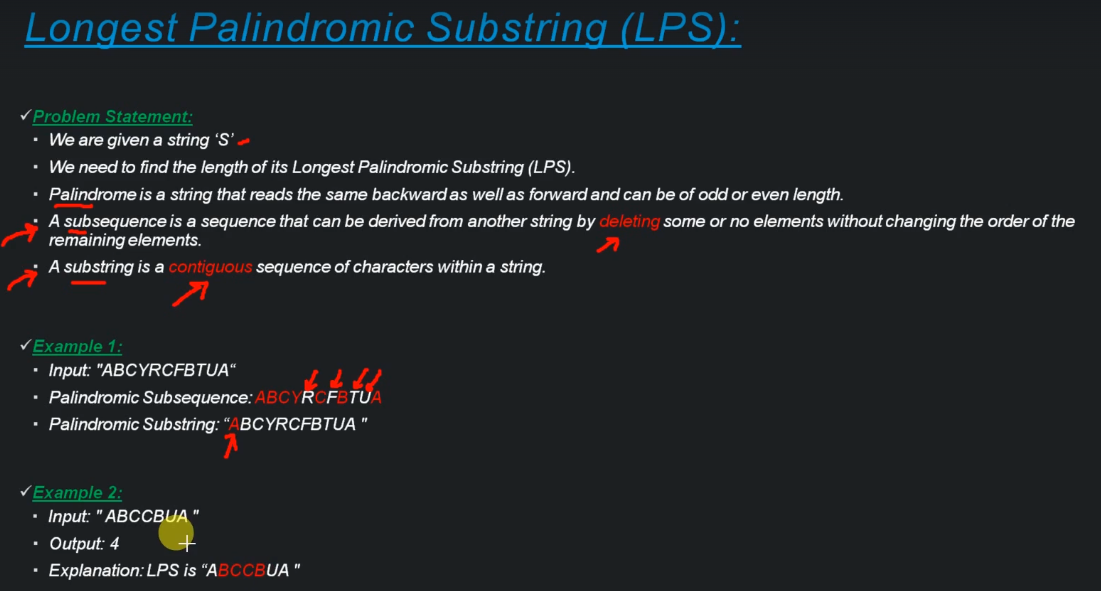 Longest Palindromic Substring (LPS):
✓Problem Statement:
▪ We are given a string ‘S’
▪ We need to find the length of its Longest Palindromic Substring (LPS).
▪ Palindrome is a string that reads the same backward as well as forward and can be of odd or even length.
▪ A subsequence is a sequence that can be derived from another string by deleting some or no elements without changing the order of the
remaining elements.
▪ A substring is a contiguous sequence of characters within a string.
✓Example 1:
▪ Input: "ABCYRCFBTUA“
▪ Palindromic Subsequence: ABCYRCFBTUA
▪ Palindromic Substring: “ABCYRCFBTUA "
✓Example 2:
▪ Input: " ABCCBUA "
▪ Output: 4
▪ Explanation: LPS is “ABCCBUA "